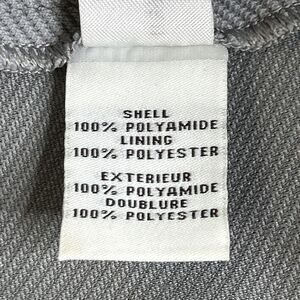 SHELL
100% POLYAMIDE
LINING
100% POLYESTER
EXTERIEUR
100% POLYAMIDE
DOUBLURE
100% POLYESTER